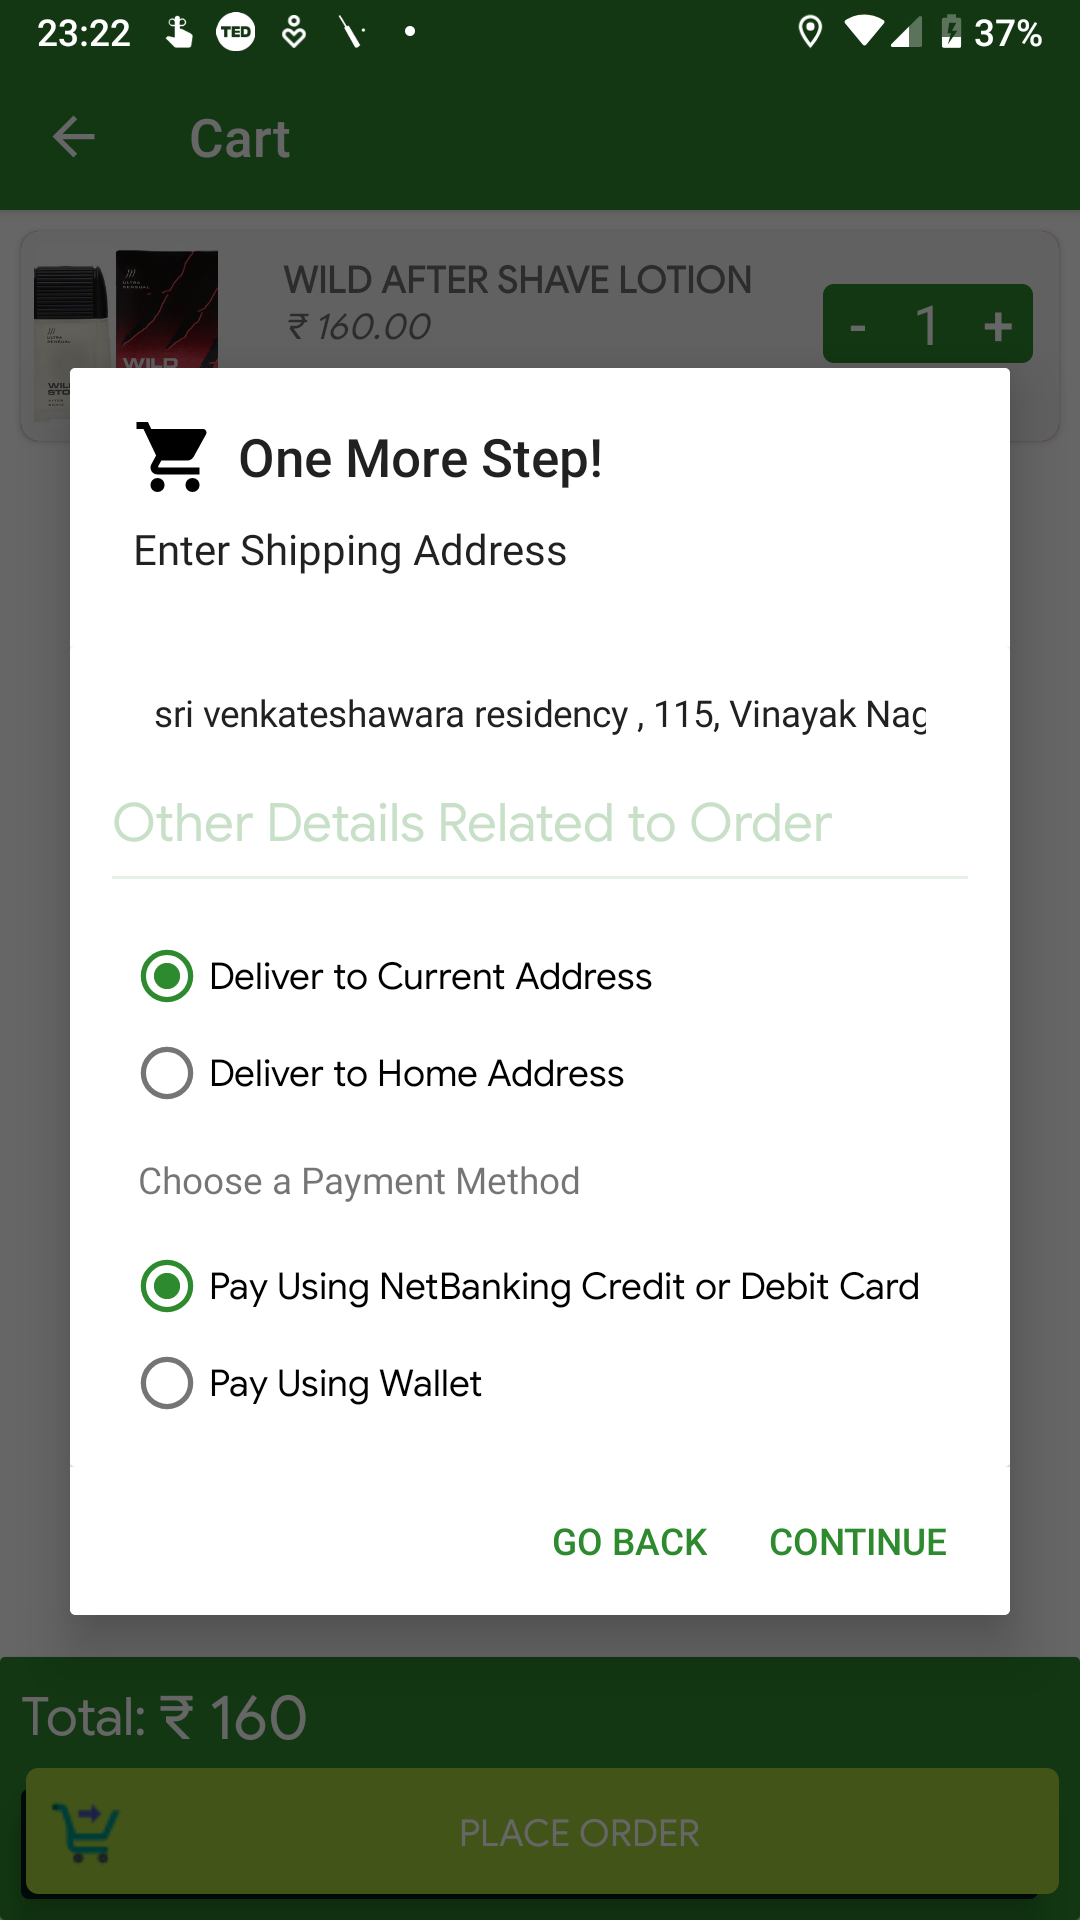 23:22
TED
37%
Cart
WILD AFTER SHAVE LOTION
₹ 160.00
- 1 +
WILD
One More Step!
Enter Shipping Address
sri venkateshawara residency , 115, Vinayak Nag
Other Details Related to Order
Deliver to Current Address
Deliver to Home Address
Choose a Payment Method
Pay Using NetBanking Credit or Debit Card
Pay Using Wallet
GO BACK CONTINUE
Total: ₹ 160
PLACE ORDER